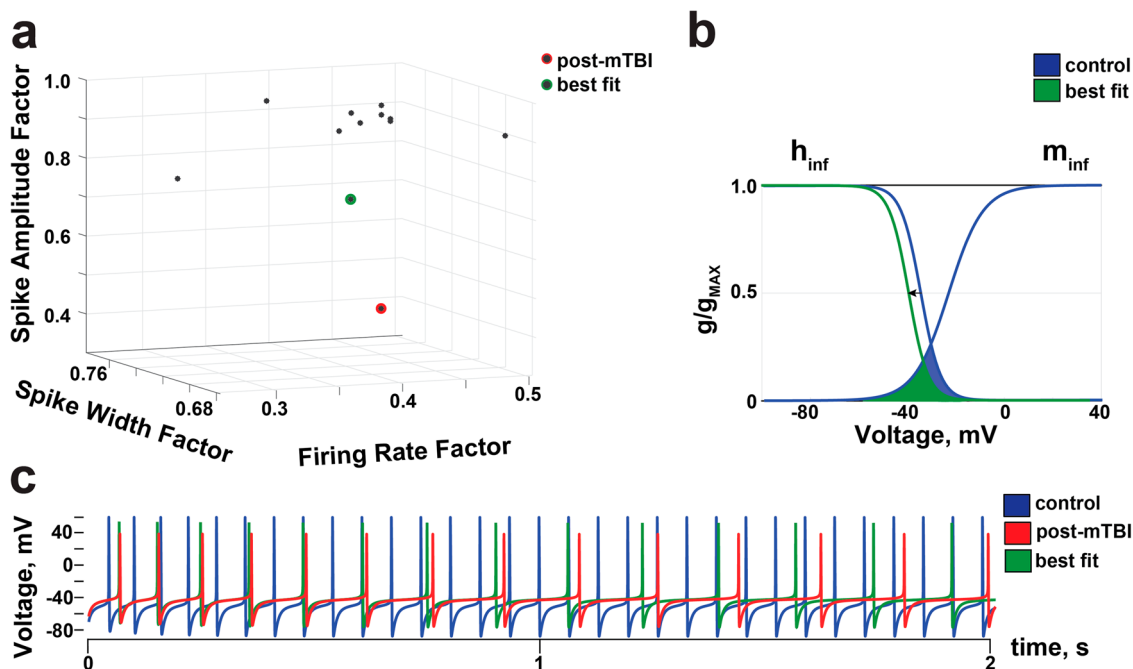 a
post-mTBI
best fit
1.0
0.8
0.6
0.4
Spike Amplitude Factor
0.76
0.68
Spike Width Factor
0.3
0.4
0.5
Firing Rate Factor
b
control
best fit
h inf
m inf
1.0
0.5
0
g/gMAX
-80
-40
0
40
Voltage, mV
c
control
post-mTBI
best fit
40
0
-40
-80
Voltage, mV
0
1
2
time, s